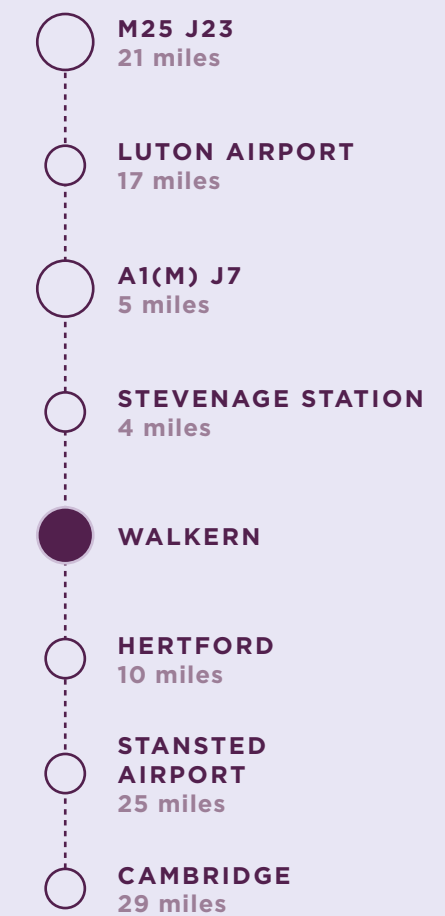 M25 J23
21 miles
LUTON AIRPORT
17 miles
A1(M) J7
5 miles
STEVENAGE STATION
4 miles
WALKERN
HERTFORD
10 miles
STANSTED
AIRPORT
25 miles
CAMBRIDGE
29 miles